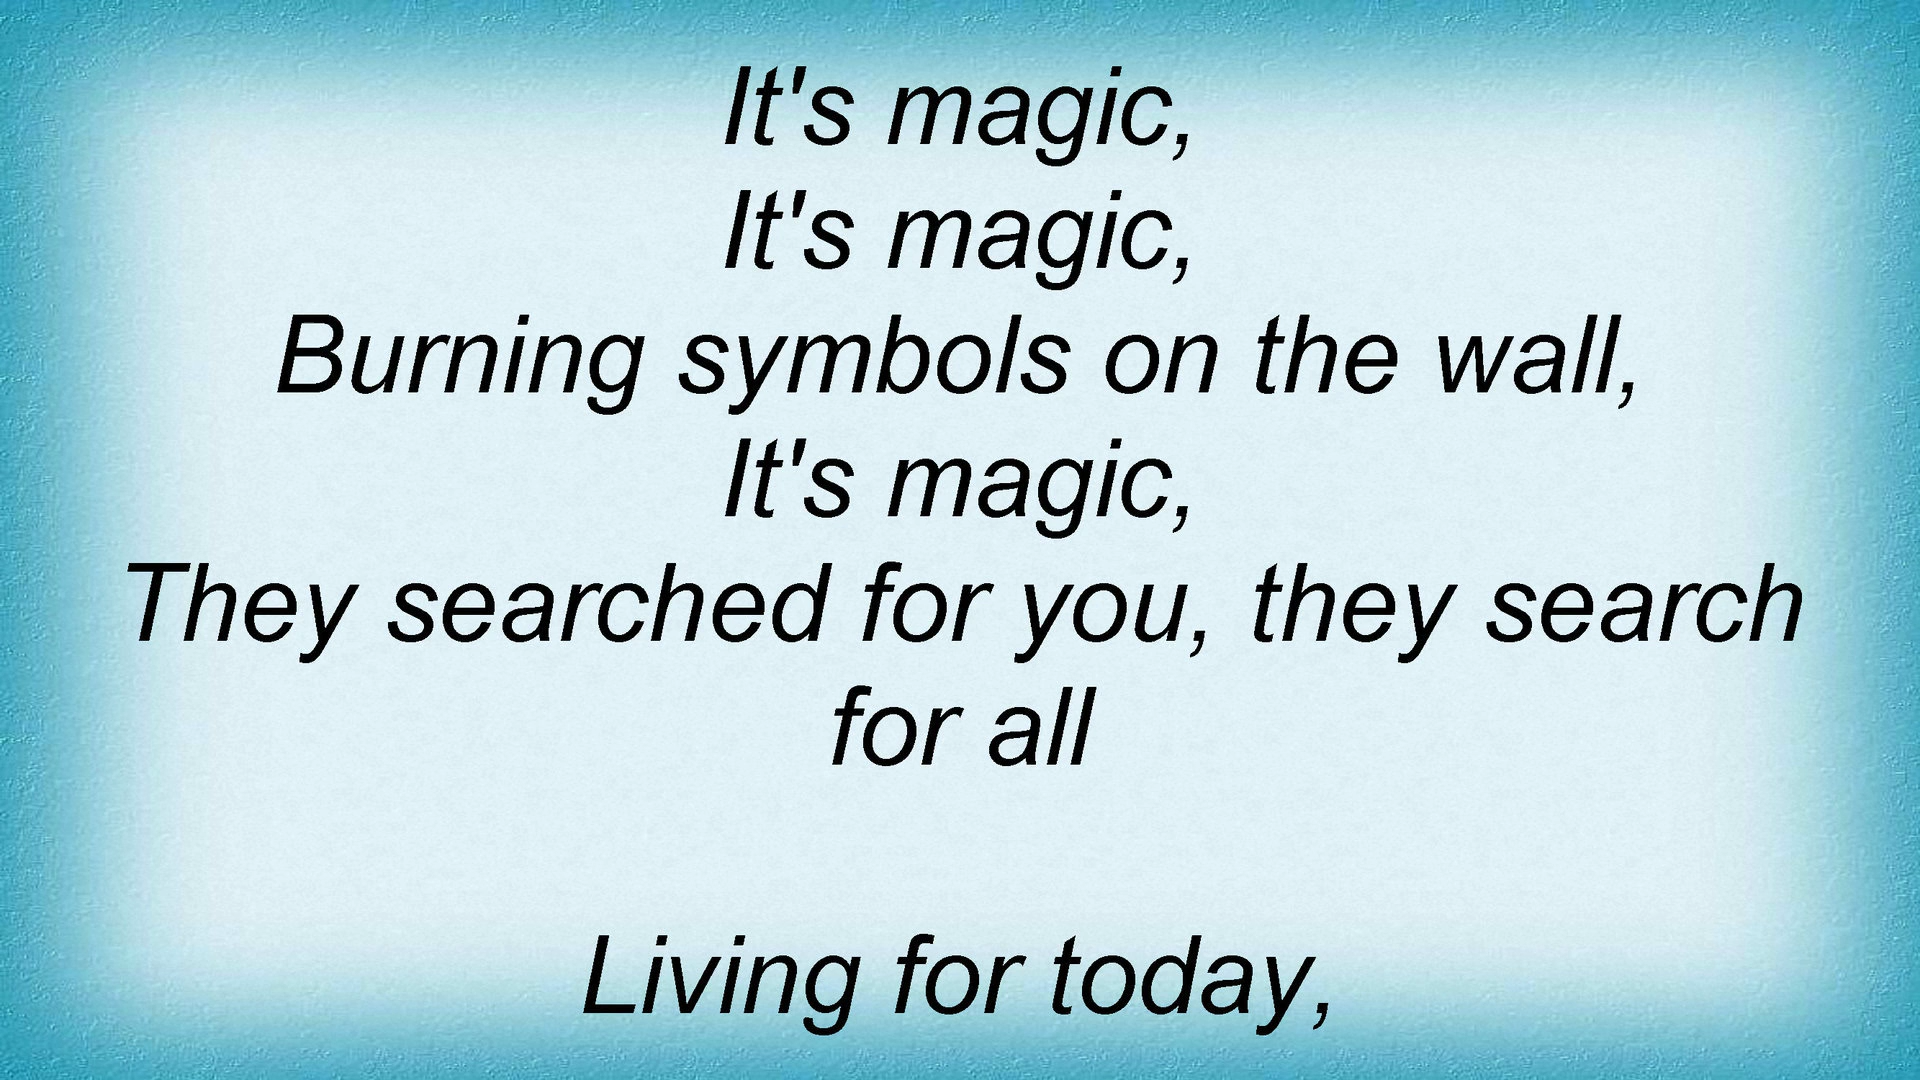 It's magic,
It's magic,
Burning symbols on the wall,
It's magic,
They searched for you, they search
for all
Living for today,